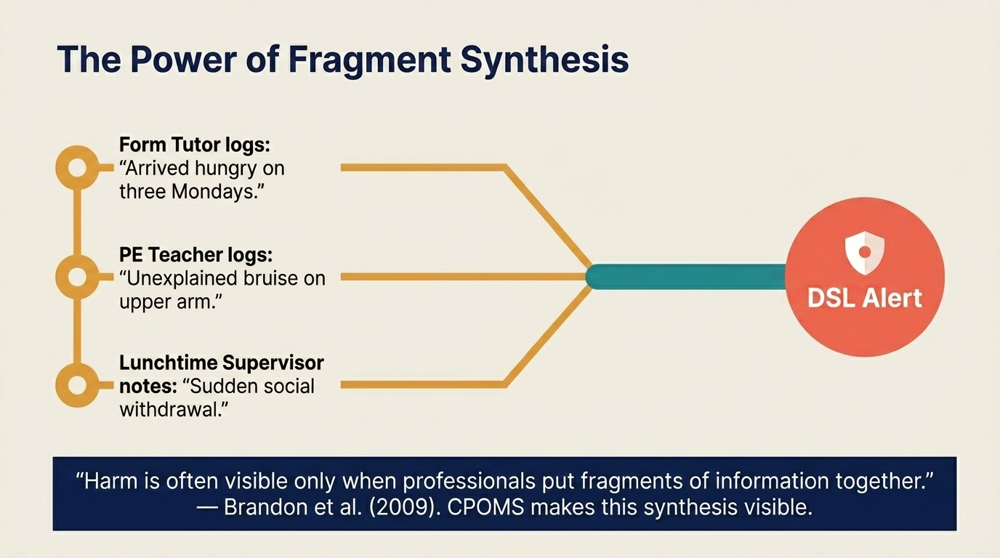 The Power of Fragment Synthesis
Form Tutor logs:
“Arrived hungry on
three Mondays.”
PE Teacher logs:
“Unexplained bruise on
upper arm.”
Lunchtime Supervisor
notes: “Sudden social
withdrawal.”
DSL Alert
“Harm is often visible only when professionals put fragments of information together.”
— Brandon et al. (2009). CPOMS makes this synthesis visible.